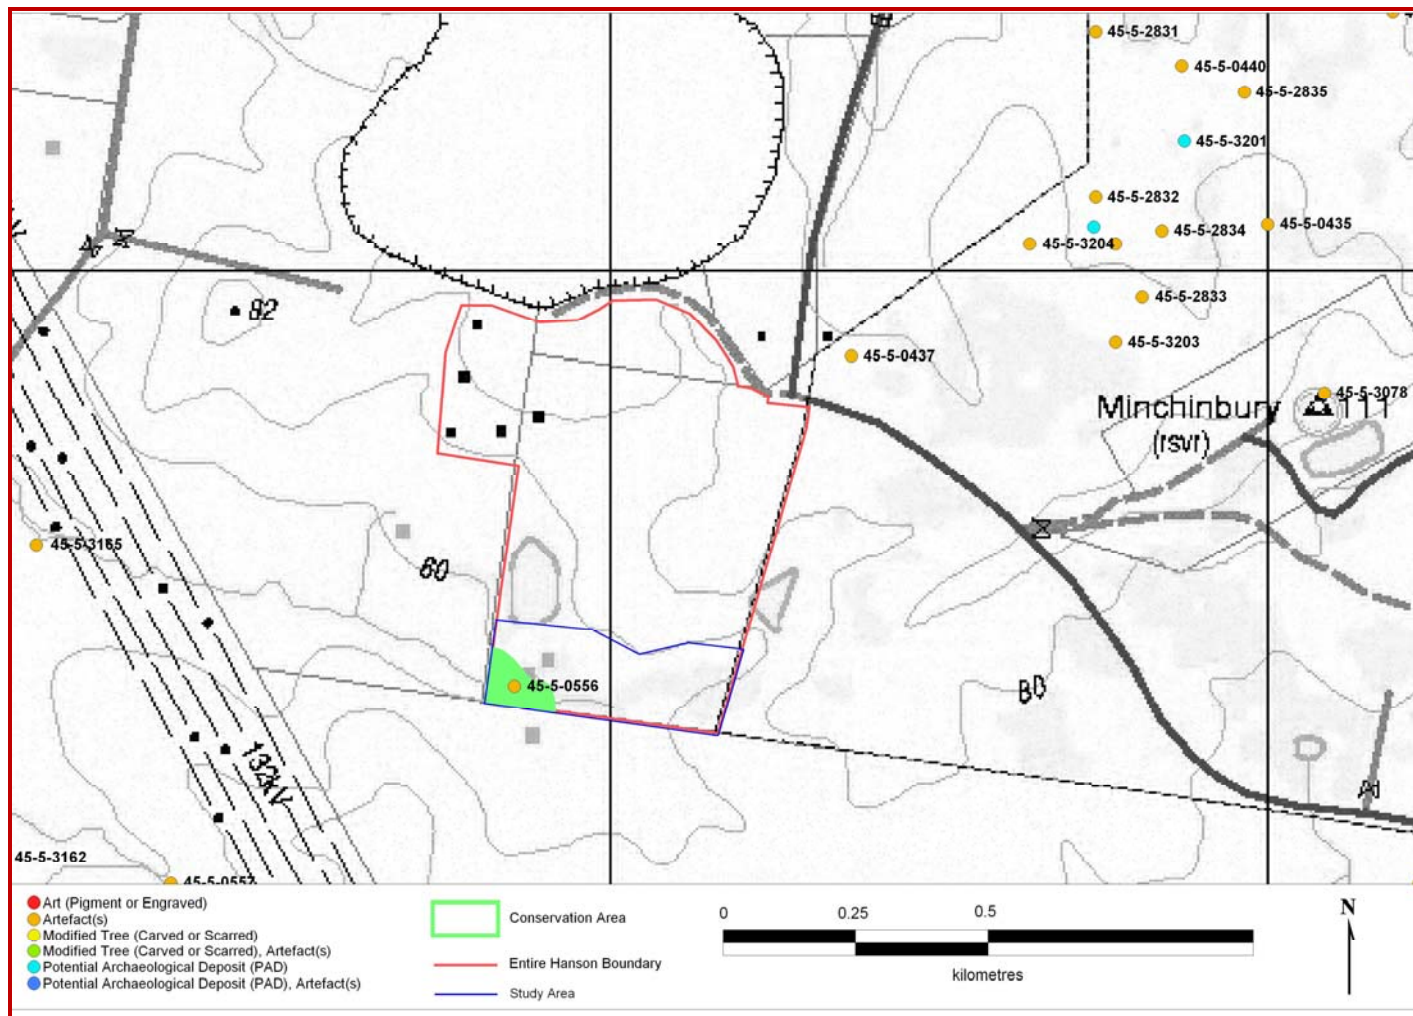 45-5-2831
45-5-0440
45-5-2835
45-5-3201
45-5-2832
45-5-2834
45-5-0435
45-5-3204
45-5-2833
82
45-5-3203
45-5-0437
45-5-3078
Minchinbury 111
(rsvr)
45-5-3165
60
45-5-0556
132kV
45-5-3162
45-5-0557
Art (Pigment or Engraved)
Artefact(s)
Modified Tree (Carved or Scarred)
Modified Tree (Carved or Scarred), Artefact(s)
Potential Archaeological Deposit (PAD)
Potential Archaeological Deposit (PAD), Artefact(s)
Conservation Area
Entire Hanson Boundary
Study Area
0 0.25 0.5
kilometres
N